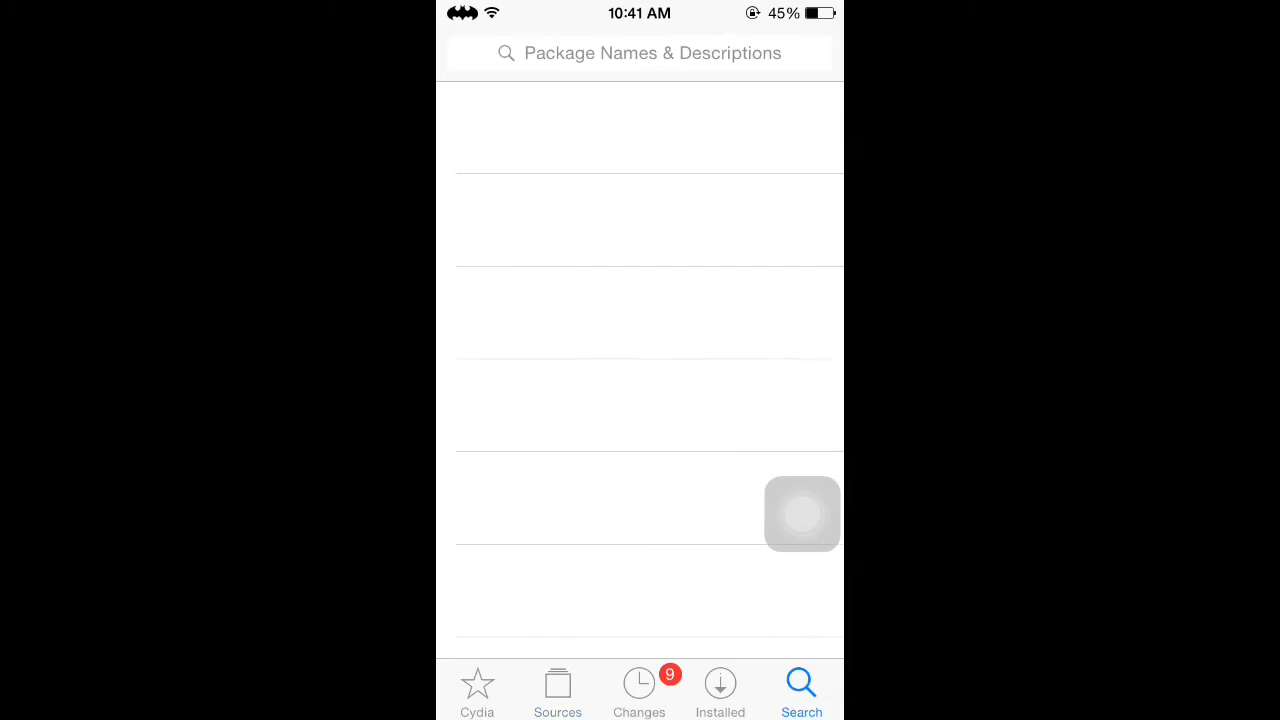 10:41 AM 45%
Package Names & Descriptions
9
Cydia Sources Changes Installed Search